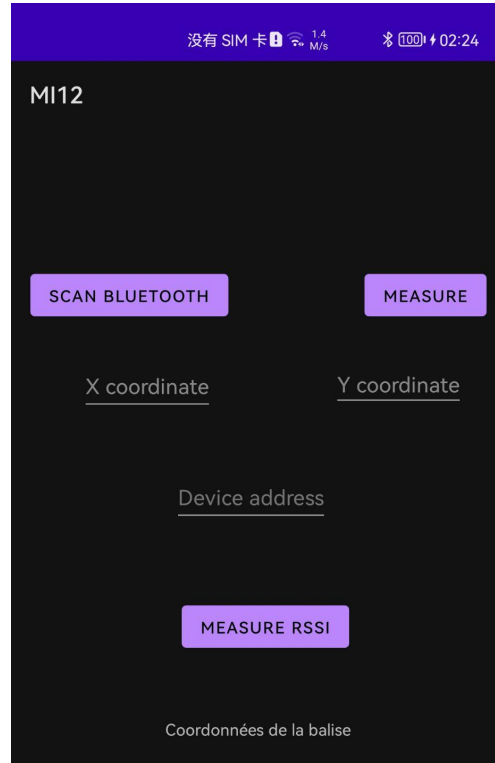 没有 SIM 卡 1.4 M/s 100 02:24
MI12
SCAN BLUETOOTH MEASURE
X coordinate Y coordinate
Device address
MEASURE RSSI
Coordonnées de la balise